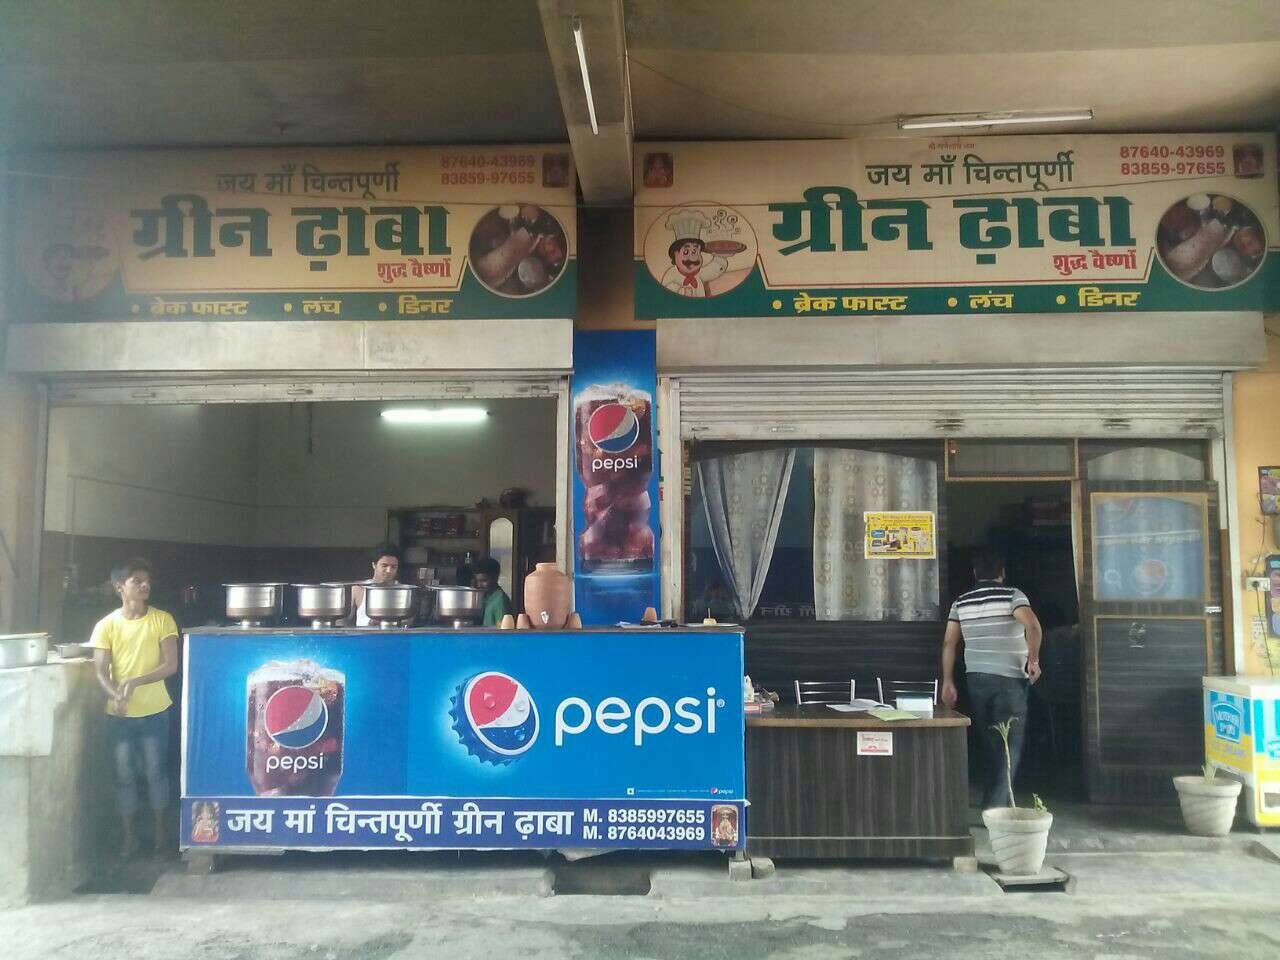 जय माँ चिन्तपूर्णी
87640-43969
83859-97655
ग्रीन ढ़ाबा
शुद्ध वैष्णों
• ब्रेक फास्ट • लंच • डिनर
जय माँ चिन्तपूर्णी
87640-43969
83859-97655
ग्रीन ढ़ाबा
शुद्ध वैष्णों
• ब्रेक फास्ट • लंच • डिनर
pepsi
pepsi
pepsi
जय मां चिन्तपूर्णी ग्रीन ढ़ाबा
M. 8385997655
M. 8764043969